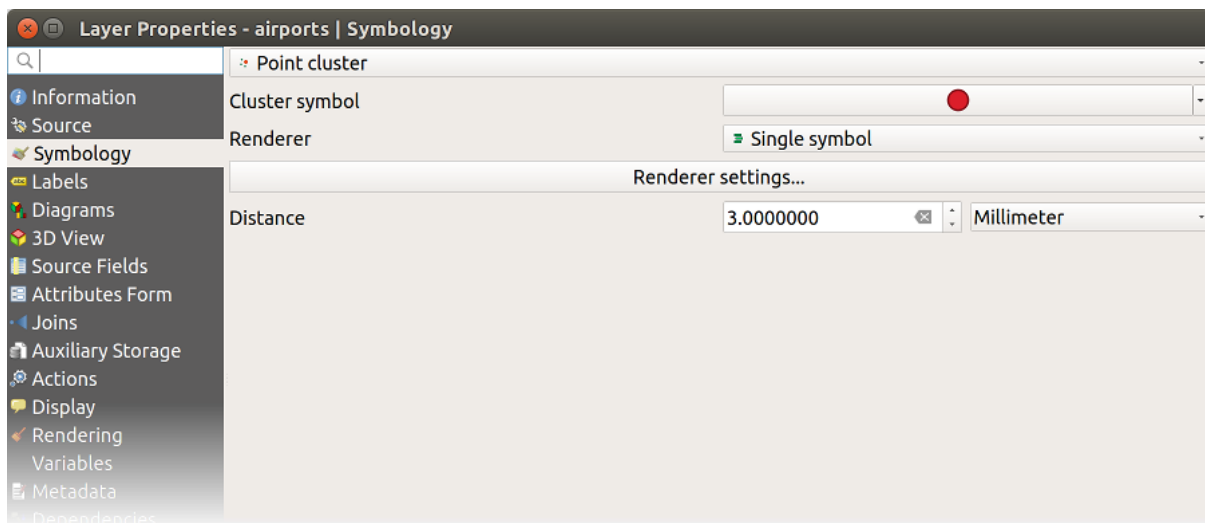 Layer Properties - airports | Symbology
Point cluster
Information
Cluster symbol
Source
Renderer
Single symbol
Symbology
Labels
Renderer settings...
Diagrams
Distance
3.0000000
Millimeter
3D View
Source Fields
Attributes Form
Joins
Auxiliary Storage
Actions
Display
Rendering
Variables
Metadata
Dependencies